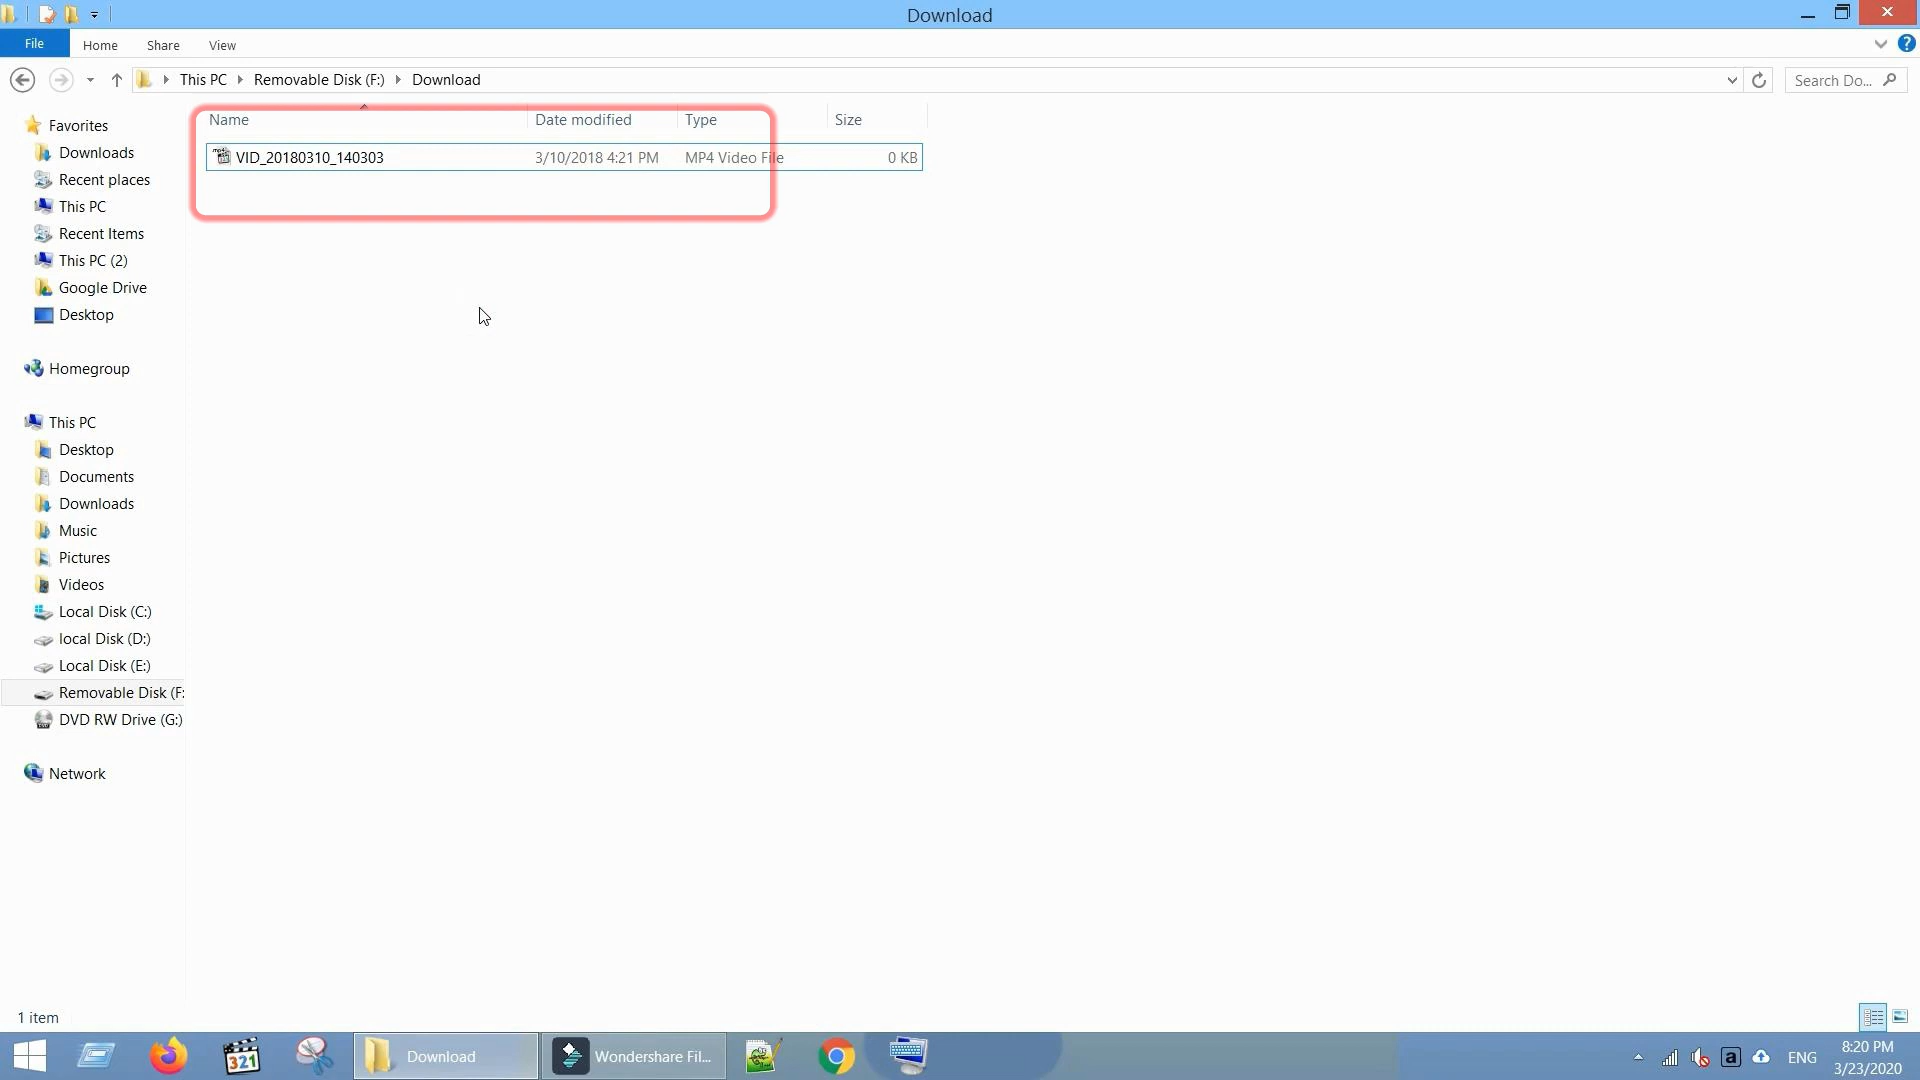 Download
File Home Share View
This PC Removable Disk (F:) Download
Search Do...
Name Date modified Type Size
VID_20180310_140303 3/10/2018 4:21 PM MP4 Video File 0 KB
Favorites
Downloads
Recent places
This PC
Recent Items
This PC (2)
Google Drive
Desktop
Homegroup
This PC
Desktop
Documents
Downloads
Music
Pictures
Videos
Local Disk (C:)
local Disk (D:)
Local Disk (E:)
Removable Disk (F:
DVD RW Drive (G:)
Network
1 item
321
Download
Wondershare Fil...
a
ENG
8:20 PM
3/23/2020